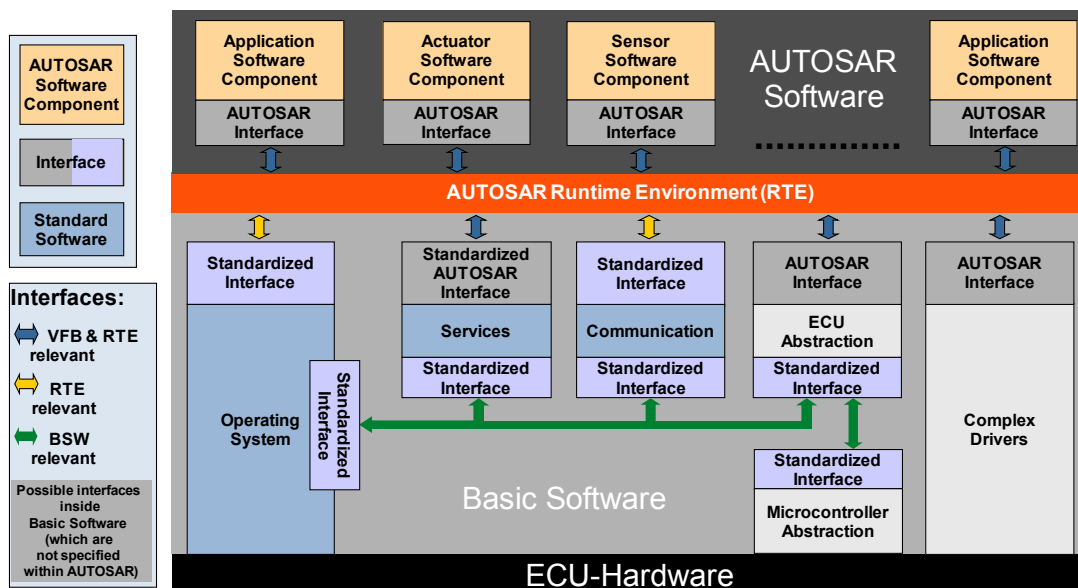 AUTOSAR
Software
Component
Interface
Standard
Software
Interfaces:
VFB & RTE
relevant
RTE
relevant
BSW
relevant
Possible interfaces
inside
Basic Software
(which are
not specified
within AUTOSAR)
Application
Software
Component
AUTOSAR
Interface
Actuator
Software
Component
AUTOSAR
Interface
Sensor
Software
Component
AUTOSAR
Interface
AUTOSAR
Software
..............
Application
Software
Component
AUTOSAR
Interface
AUTOSAR Runtime Environment (RTE)
Standardized
Interface
Operating
System
Standardized
Interface
Standardized
AUTOSAR
Interface
Services
Standardized
Interface
Standardized
Interface
Communication
Standardized
Interface
AUTOSAR
Interface
ECU
Abstraction
Standardized
Interface
Standardized
Interface
Microcontroller
Abstraction
AUTOSAR
Interface
Complex
Drivers
Basic Software
ECU-Hardware